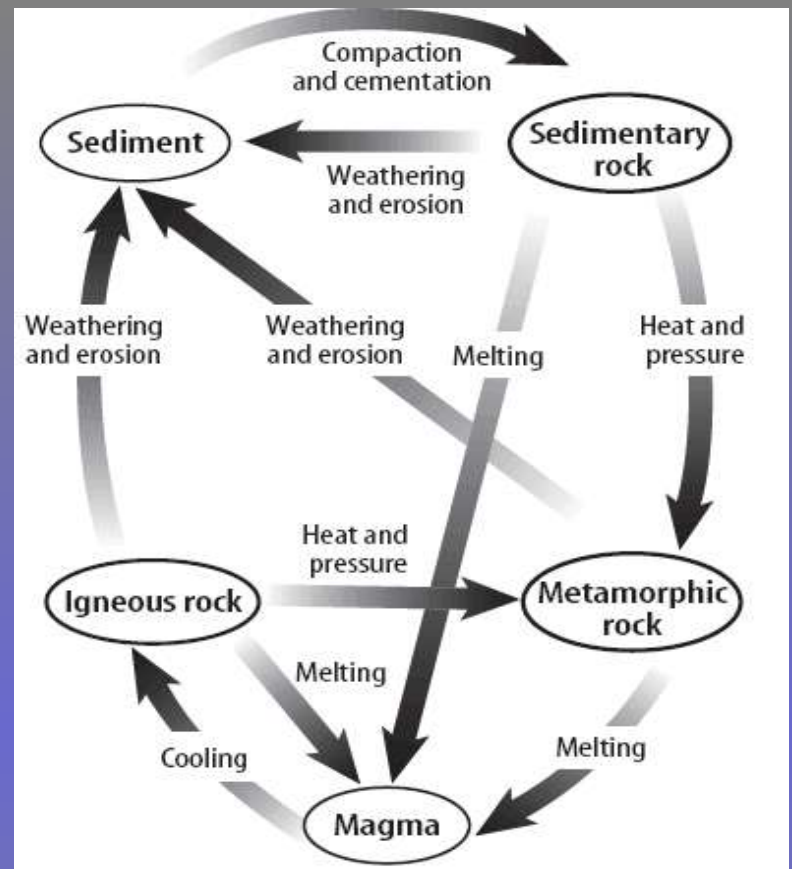 Compaction
and cementation
Sediment
Sedimentary
rock
Weathering
and erosion
Weathering
and erosion
Weathering
and erosion
Melting
Heat and
pressure
Heat and
pressure
Igneous rock
Metamorphic
rock
Melting
Cooling
Melting
Magma